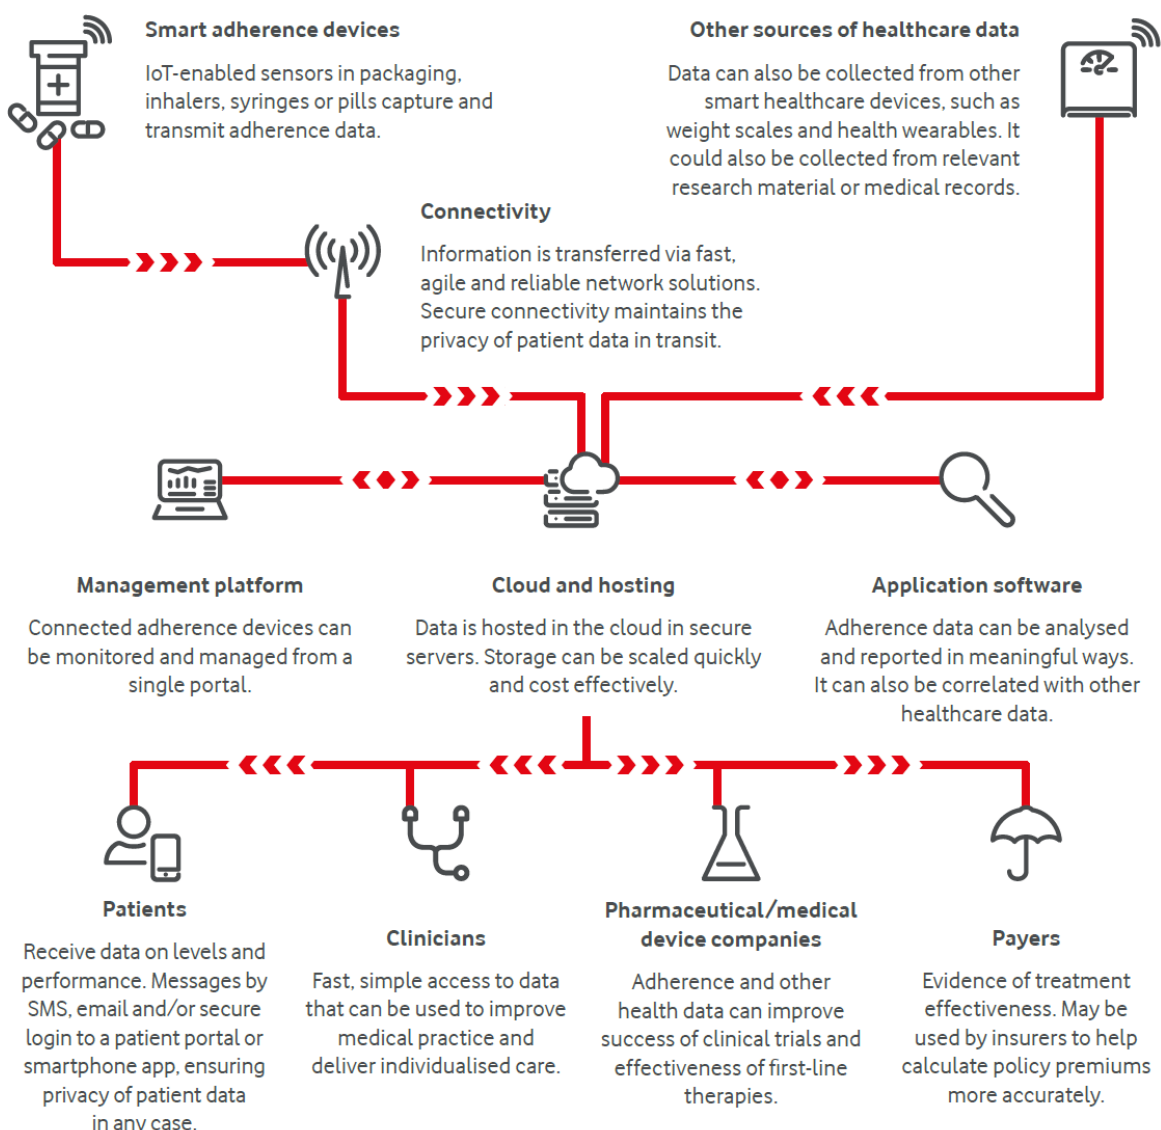 Smart adherence devices
IoT-enabled sensors in packaging,
inhalers, syringes or pills capture and
transmit adherence data.
Other sources of healthcare data
Data can also be collected from other
smart healthcare devices, such as
weight scales and health wearables. It
could also be collected from relevant
research material or medical records.
Connectivity
Information is transferred via fast,
agile and reliable network solutions.
Secure connectivity maintains the
privacy of patient data in transit.
Management platform
Connected adherence devices can
be monitored and managed from a
single portal.
Cloud and hosting
Data is hosted in the cloud in secure
servers. Storage can be scaled quickly
and cost effectively.
Application software
Adherence data can be analysed
and reported in meaningful ways.
It can also be correlated with other
healthcare data.
Patients
Receive data on levels and
performance. Messages by
SMS, email and/or secure
login to a patient portal or
smartphone app, ensuring
privacy of patient data
in any case.
Clinicians
Fast, simple access to data
that can be used to improve
medical practice and
deliver individualised care.
Pharmaceutical/medical
device companies
Adherence and other
health data can improve
success of clinical trials and
effectiveness of first-line
therapies.
Payers
Evidence of treatment
effectiveness. May be
used by insurers to help
calculate policy premiums
more accurately.